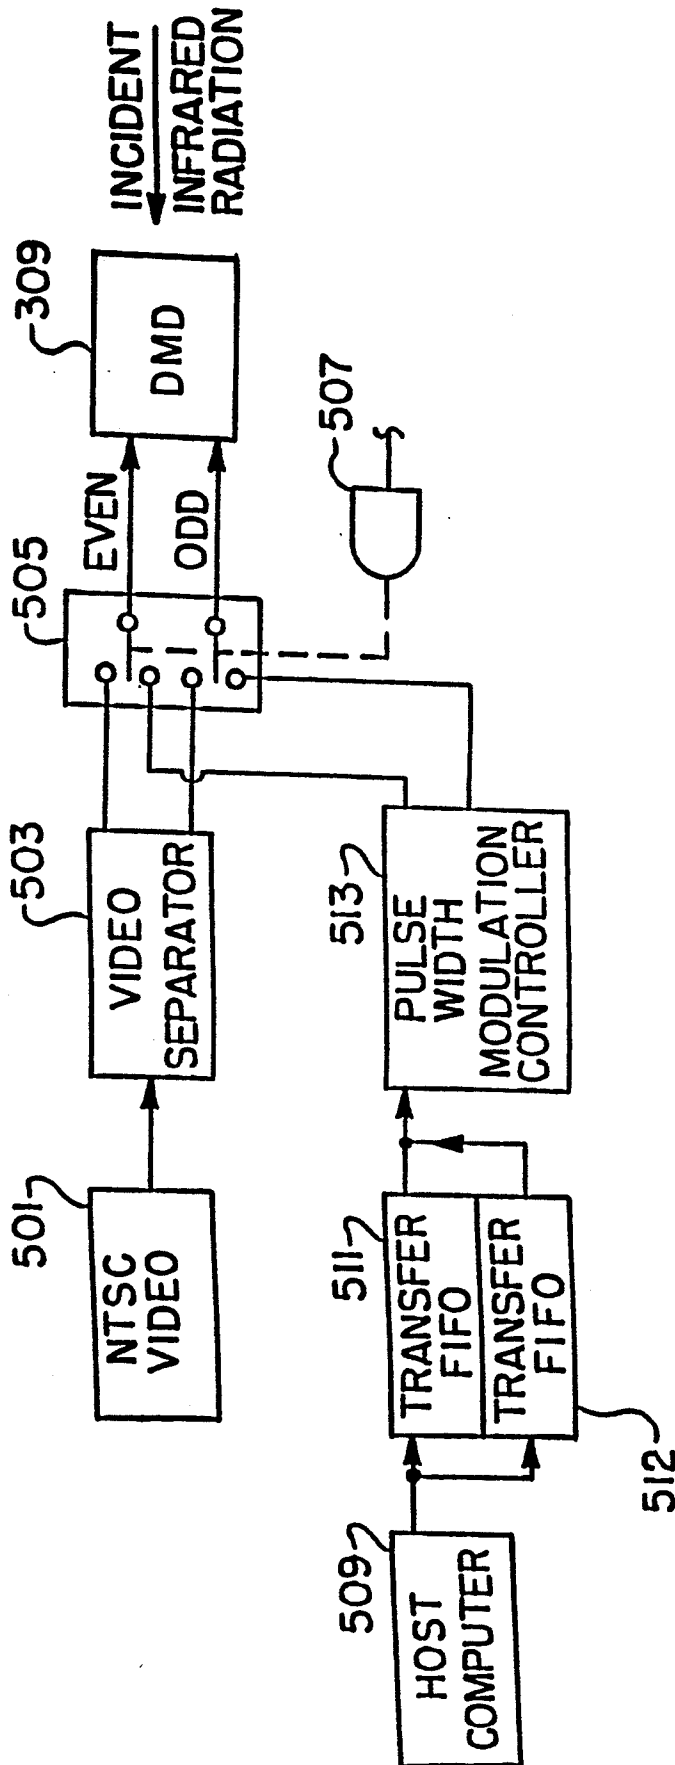 501
NTSC
VIDEO
503
VIDEO
SEPARATOR
505
EVEN
ODD
309
DMD
INCIDENT
INFRARED
RADIATION
507
509
HOST
COMPUTER
511
TRANSFER
FIFO
TRANSFER
FIFO
512
513
PULSE
WIDTH
MODULATION
CONTROLLER